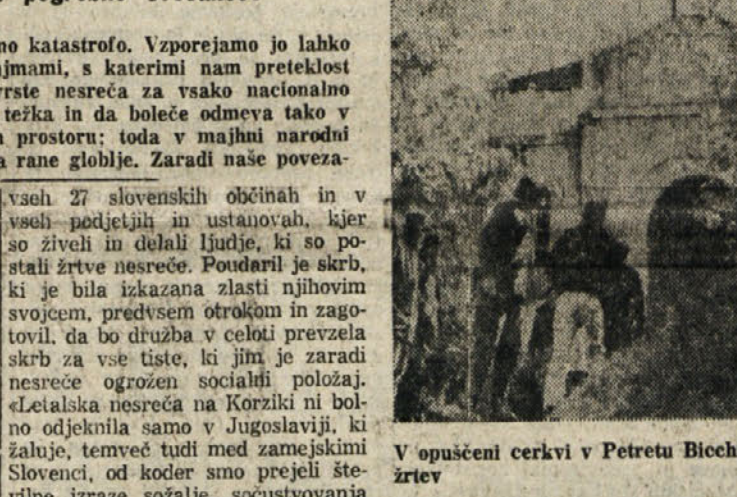 no katastrofo. Vzporejamo jo lahko
jmami, s katerimi nam preteklost
vrste nesreča za vsako nacionalno
težka in da boleče odmeva tako v
prostoru; toda v majhni narodni
a rane globlje. Zaradi naše poveza-
vseh 27 slovenskih občinah in v
vseh podjetjih in ustanovah, kjer
so živeli in delali ljudje, ki so po-
stali žrtve nesreče. Poudaril je skrb,
ki je bila izkazana zlasti njihovim
svojcem, predvsem otrokom in zago-
tovil, da bo družba v celoti prevzela
skrb za vse tiste, ki jim je zaradi
nesreče ogrožen socialni položaj.
«Letalska nesreča na Korziki ni bol-
no odjeknila samo v Jugoslaviji, ki
žaluje, temveč tudi med zamejskimi
Slovenci, od koder smo prejeli šte-
vilne izraze sožalje, sočustvovanja
V opuščeni cerkvi v Petretu Bicch
žrtev